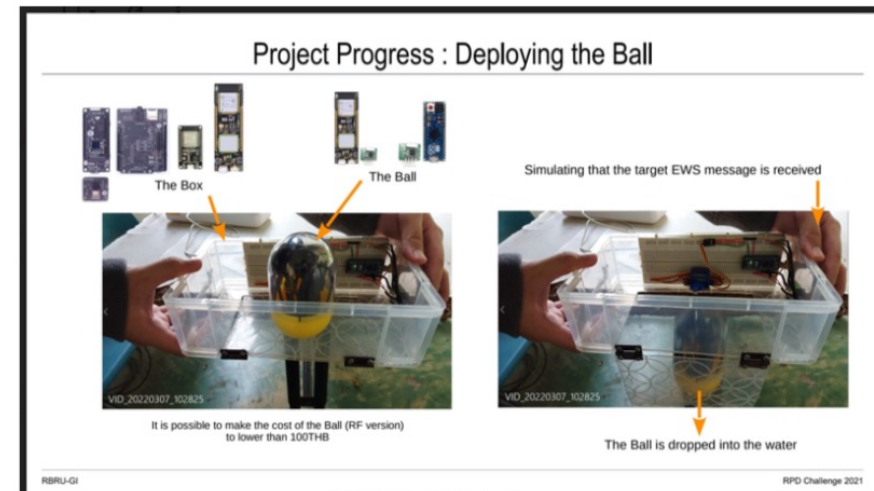 Project Progress : Deploying the Ball
The Box
The Ball
Simulating that the target EWS message is received
VID_20220307_102825
VID_20220307_102825
It is possible to make the cost of the Ball (RF version)
to lower than 100THB
The Ball is dropped into the water
RBRU-GI
RPD Challenge 2021